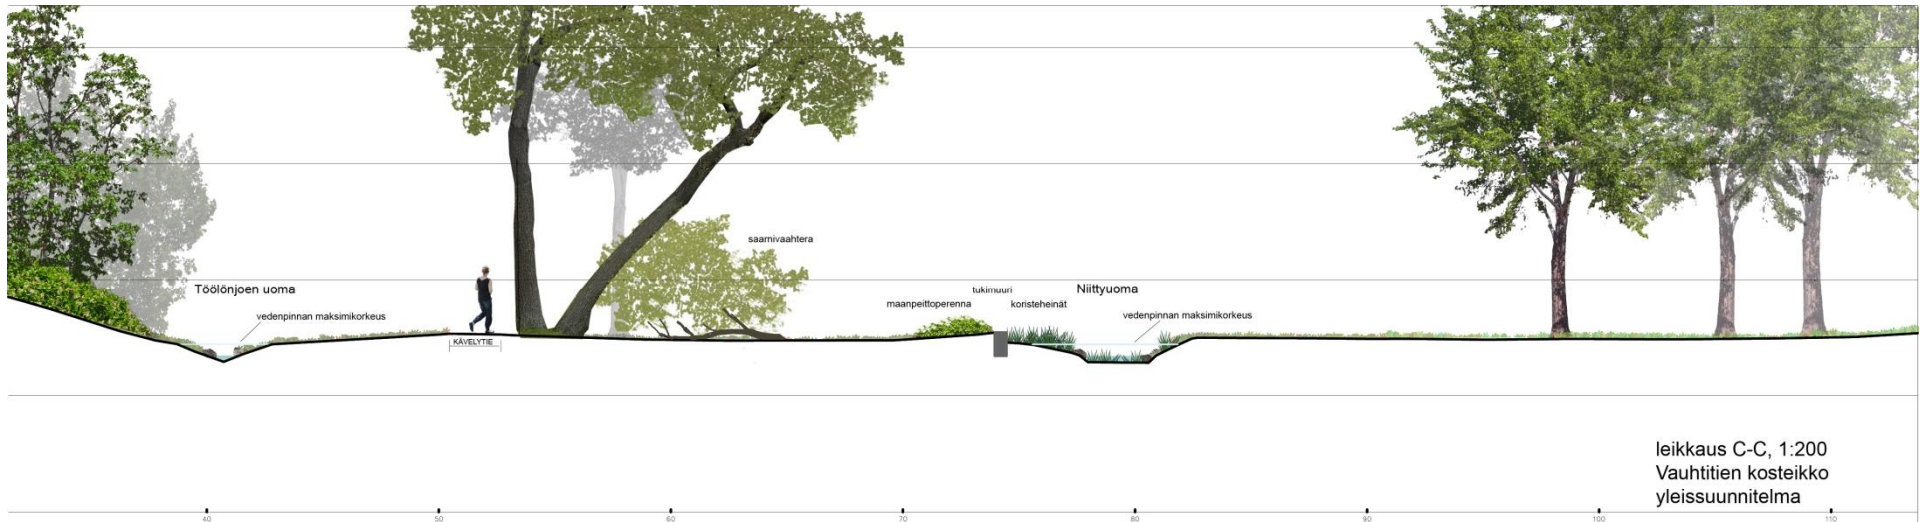 saarnivaahtera
Töölönjoen uoma
tukimuuri
Niittyuoma
maanpeittoperenna
koristeheinät
vedenpinnan maksimikorkeus
vedenpinnan maksimikorkeus
KÄVELYTIE
leikkaus C-C, 1:200
Vauhtitien kosteikko
yleissuunnitelma
40 50 60 70 80 90 100 110